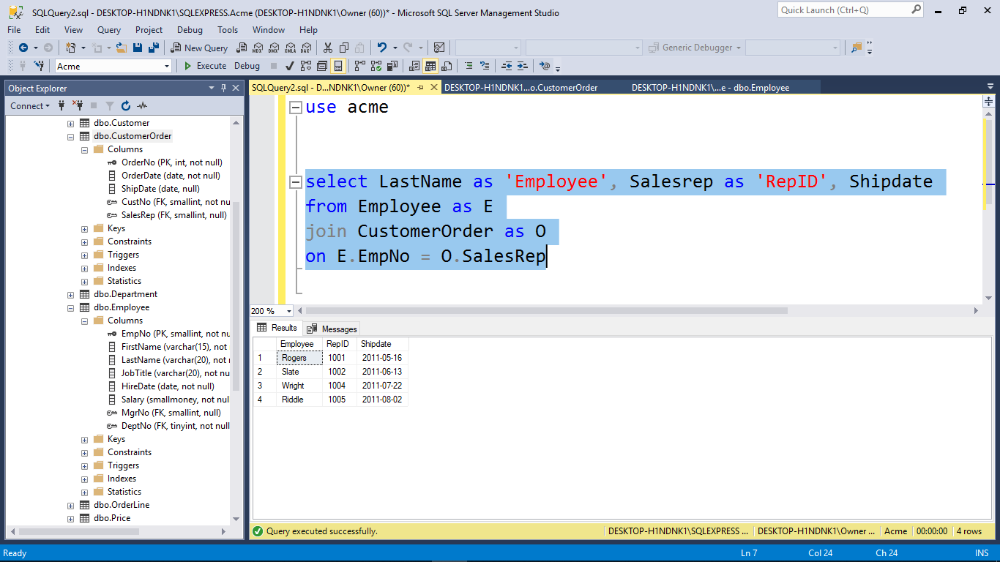 SQLQuery2.sql - DESKTOP-H1NDNK1\SQLEXPRESS.Acme (DESKTOP-H1NDNK1\Owner (60))* - Microsoft SQL Server Management Studio
Quick Launch (Ctrl+Q)
File Edit View Query Project Debug Tools Window Help
New Query
MDX DMX XMLA DAX
Generic Debugger
Acme
Execute Debug
Object Explorer
Connect
dbo.Customer
dbo.CustomerOrder
Columns
OrderNo (PK, int, not null)
OrderDate (date, not null)
ShipDate (date, null)
CustNo (FK, smallint, not nu
SalesRep (FK, smallint, null)
Keys
Constraints
Triggers
Indexes
Statistics
dbo.Department
dbo.Employee
Columns
EmpNo (PK, smallint, not nu
FirstName (varchar(15), not
LastName (varchar(20), not
JobTitle (varchar(20), not nu
HireDate (date, not null)
Salary (smallmoney, not nul
MgrNo (FK, smallint, null)
DeptNo (FK, tinyint, not null
Keys
Constraints
Triggers
Indexes
Statistics
dbo.OrderLine
dbo.Price
SQLQuery2.sql - D...NDNK1\Owner (60))*
DESKTOP-H1NDNK1...o.CustomerOrder
DESKTOP-H1NDNK1\...e - dbo.Employee
use acme
select LastName as 'Employee', Salesrep as 'RepID', Shipdate
from Employee as E
join CustomerOrder as O
on E.EmpNo = O.SalesRep
200 %
Results Messages
Employee RepID Shipdate
1 Rogers 1001 2011-05-16
2 Slate 1002 2011-06-13
3 Wright 1004 2011-07-22
4 Riddle 1005 2011-08-02
Query executed successfully.
DESKTOP-H1NDNK1\SQLEXPRESS ... DESKTOP-H1NDNK1\Owner ... Acme 00:00:00 4 rows
Ready
Ln 7 Col 24 Ch 24 INS